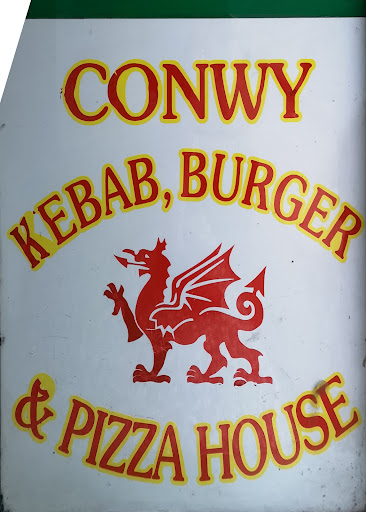 CONWY
KEBAB, BURGER
& PIZZA HOUSE